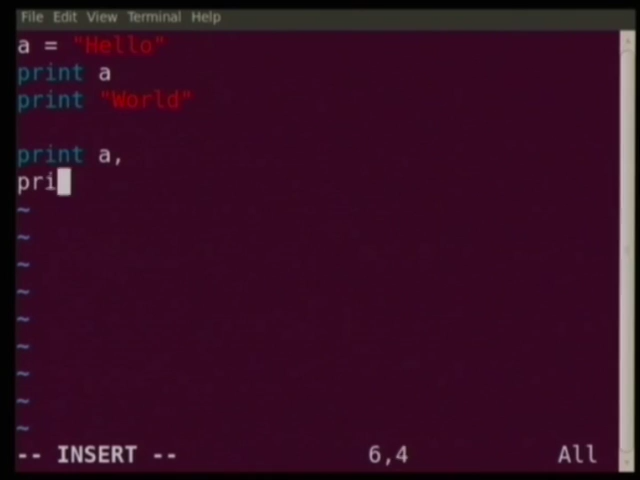 File Edit View Terminal Help
a = "Hello"
print a
print "World"
print a,
pri
~
~
~
~
~
~
~
~
~
-- INSERT -- 6,4 All